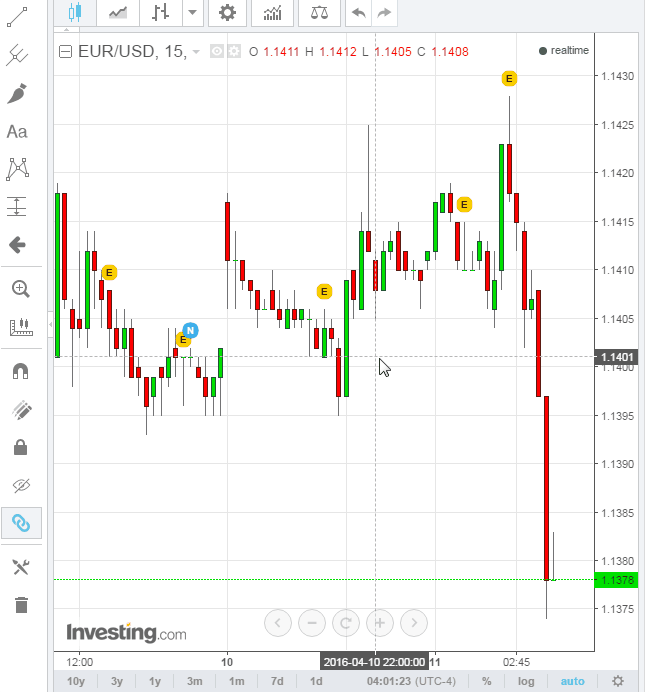 EUR/USD, 15, O 1.1411 H 1.1412 L 1.1405 C 1.1408
realtime
Aa
E
1.1430
1.1425
1.1420
E
1.1415
E
1.1410
E
1.1405
N
E
1.1401
1.1400
1.1395
1.1390
1.1385
1.1380
1.1378
1.1375
Investing.com
12:00 10 2016-04-10 22:00:00 11 02:45
10y 3y 1y 3m 1m 7d 1d 04:01:23 (UTC-4) % log auto